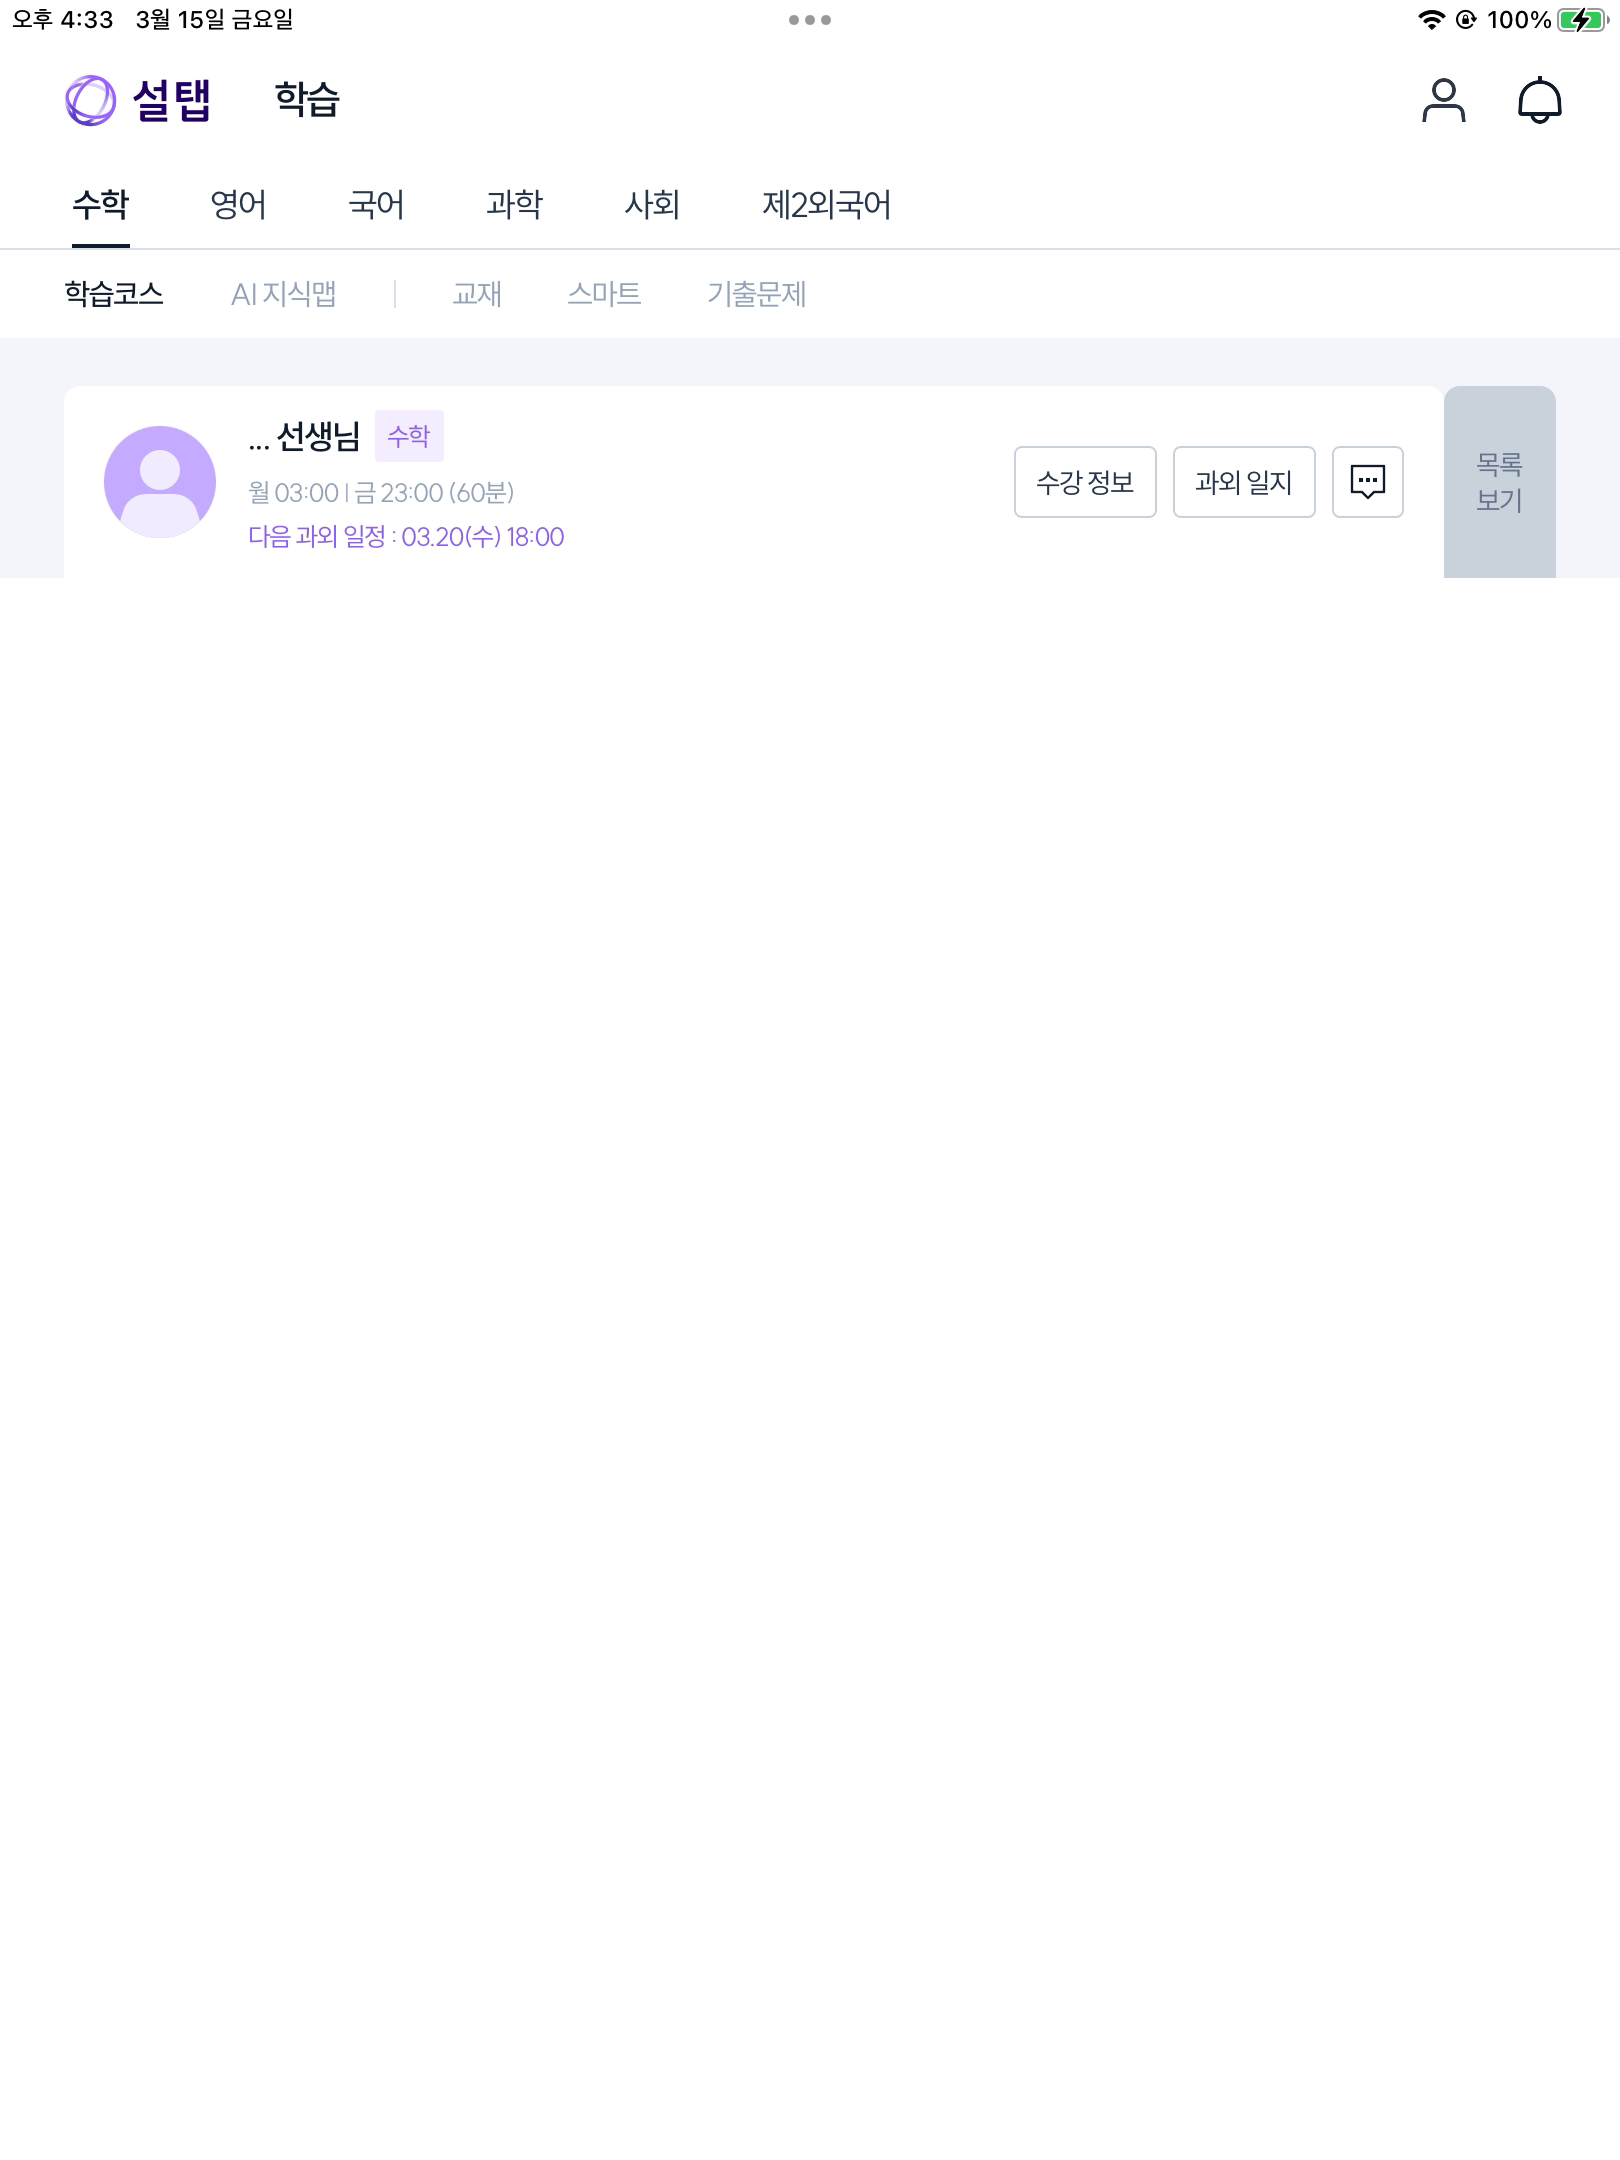 오후 4:33 3월 15일 금요일 100%
설탭 학습
수학 영어 국어 과학 사회 제2외국어
학습코스 AI 지식맵 | 교재 스마트 기출문제
... 선생님 수학
월 03:00 | 금 23:00 (60분)
다음 과외 일정 : 03.20(수) 18:00
수강 정보 과외 일지
목록
보기